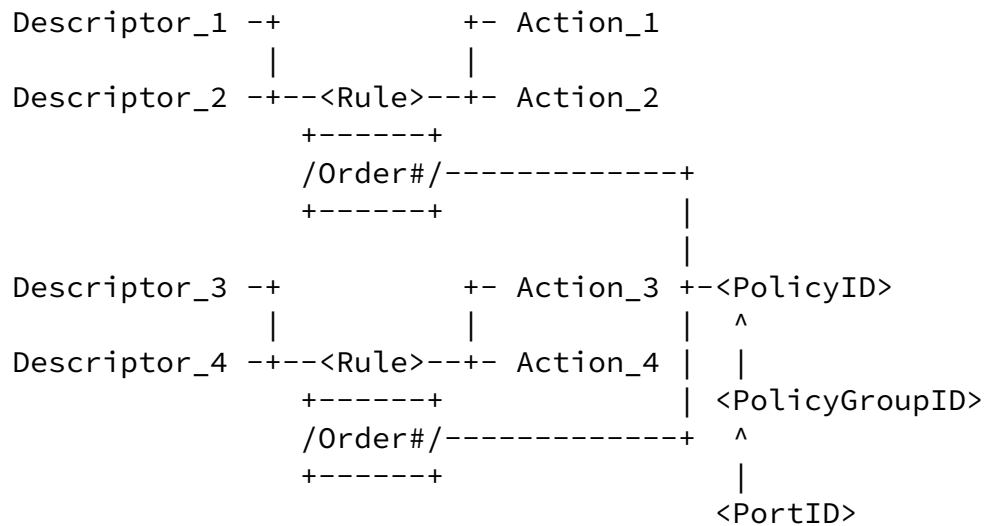 Descriptor_1 -+          +- Action_1
             |          |
Descriptor_2 -+--<Rule>--+- Action_2
               +------+
               /Order#/-------------+
               +------+             |
                                    |
Descriptor_3 -+          +- Action_3 +-<PolicyID>
             |          |           |  ^
Descriptor_4 -+--<Rule>--+- Action_4 |  |
               +------+             | <PolicyGroupID>
               /Order#/-------------+  ^
               +------+                |
                                      <PortID>